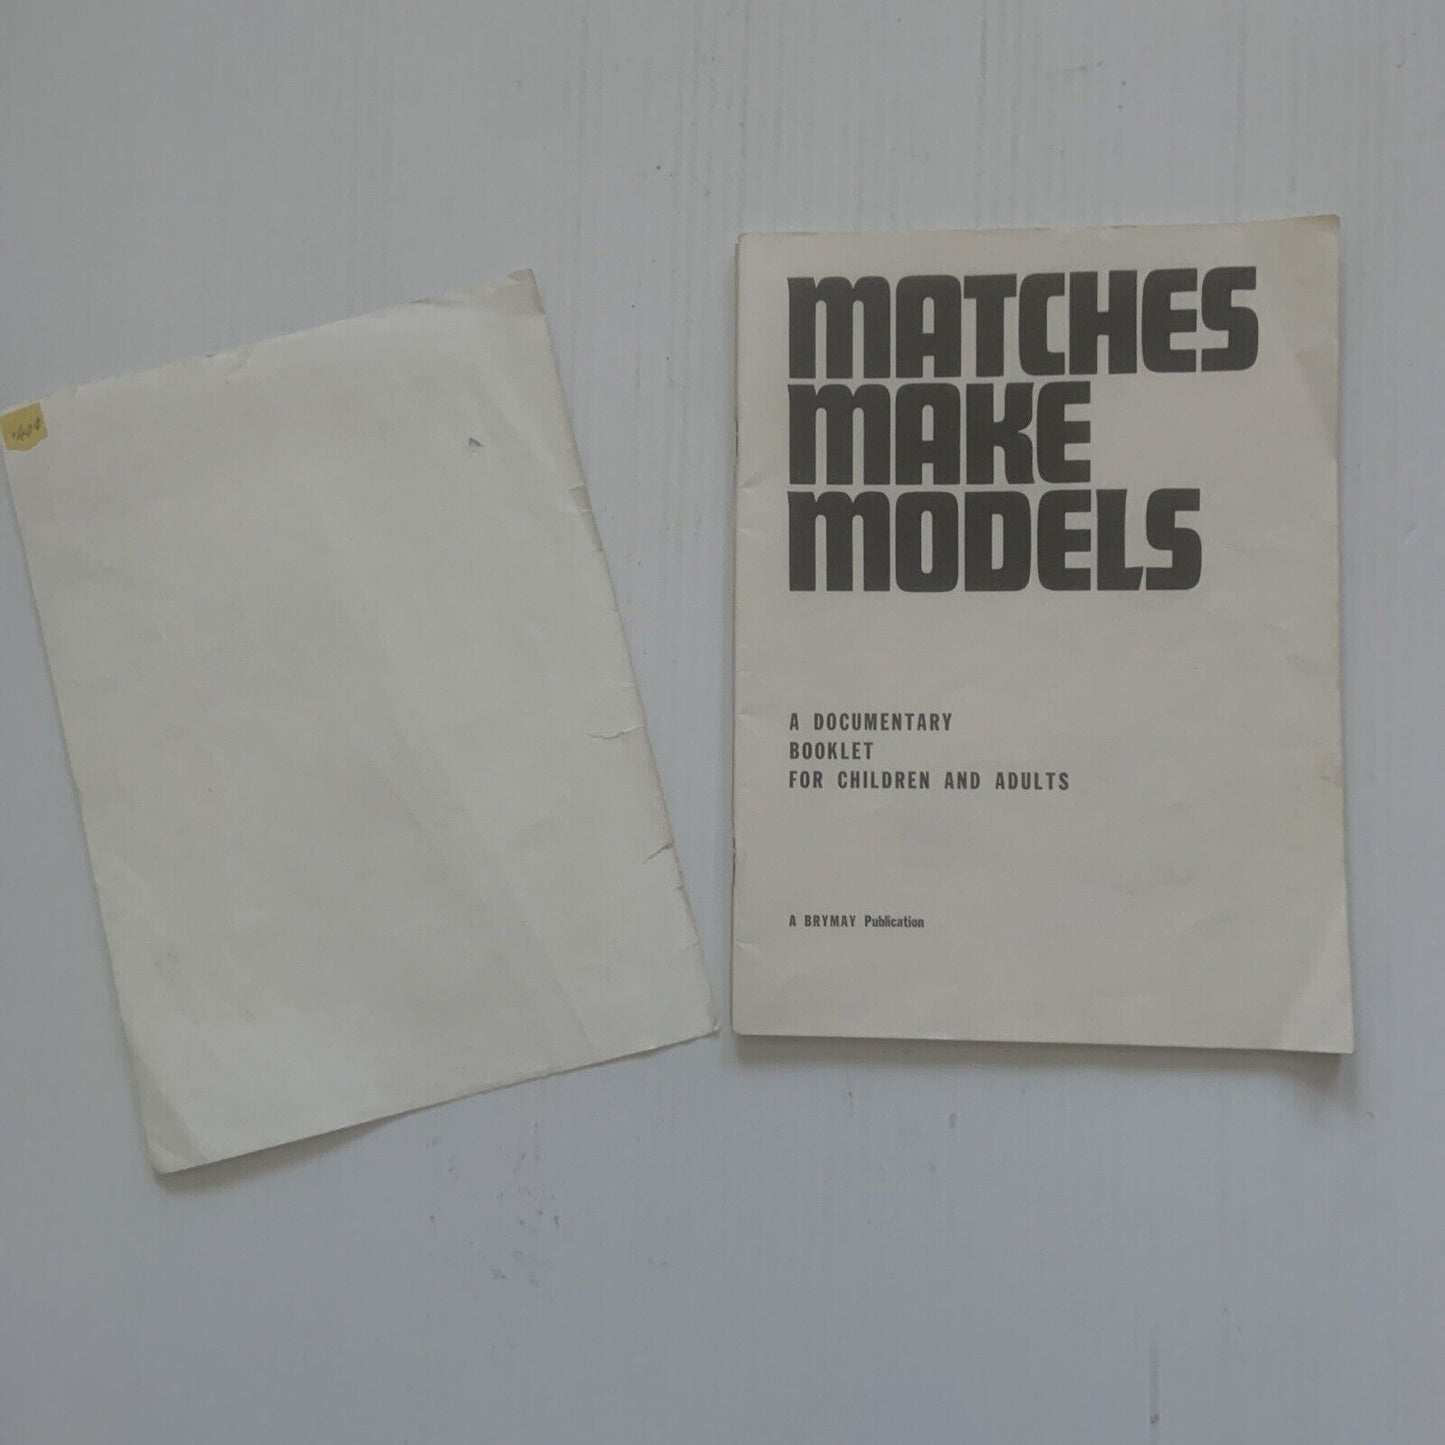 MATCHES
MAKE
MODELS
A DOCUMENTARY
BOOKLET
FOR CHILDREN AND ADULTS
A BRYMAY Publication